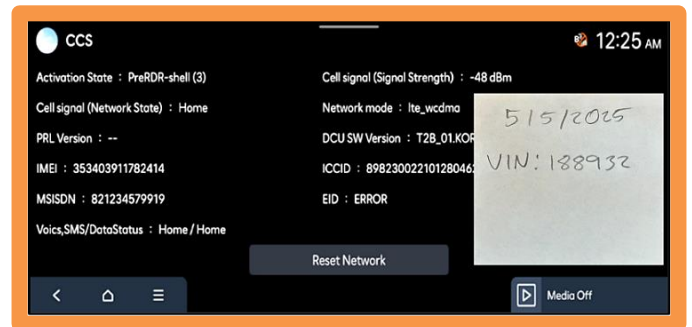 CCS
12:25 AM
Activation State : PreRDR-shell (3)
Cell signal (Signal Strength) : -48 dBm
Cell signal (Network State) : Home
Network mode : lte_wcdma
PRL Version : --
DCU SW Version : T2B_01.KOR
IMEI : 353403911782414
ICCID : 8982300221012804
MSISDN : 821234579919
EID : ERROR
Voics,SMS/DataStatus : Home / Home
Reset Network
Media Off
5/5/2025
VIN: 188932